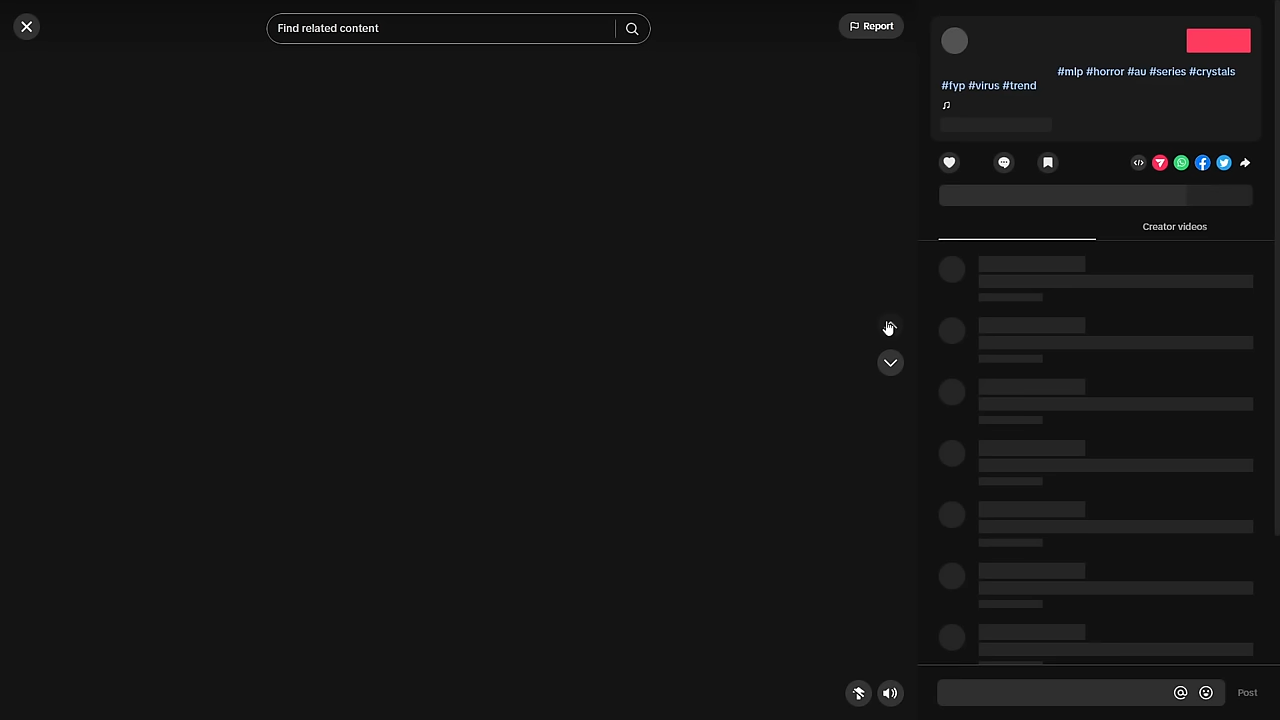 Find related content
Report
#mlp #horror #au #series #crystals
#fyp #virus #trend
Creator videos
Post